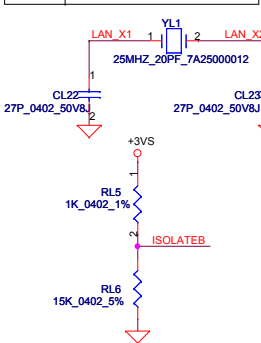 YL1
LAN_X1
1
2
LAN_X2
25MHZ_20PF_7A25000012
1
CL22
27P_0402_50V8J
2
CL23
27P_0402_50V8J
+3VS
1
RL5
1K_0402_1%
2
ISOLATEB
RL6
15K_0402_5%